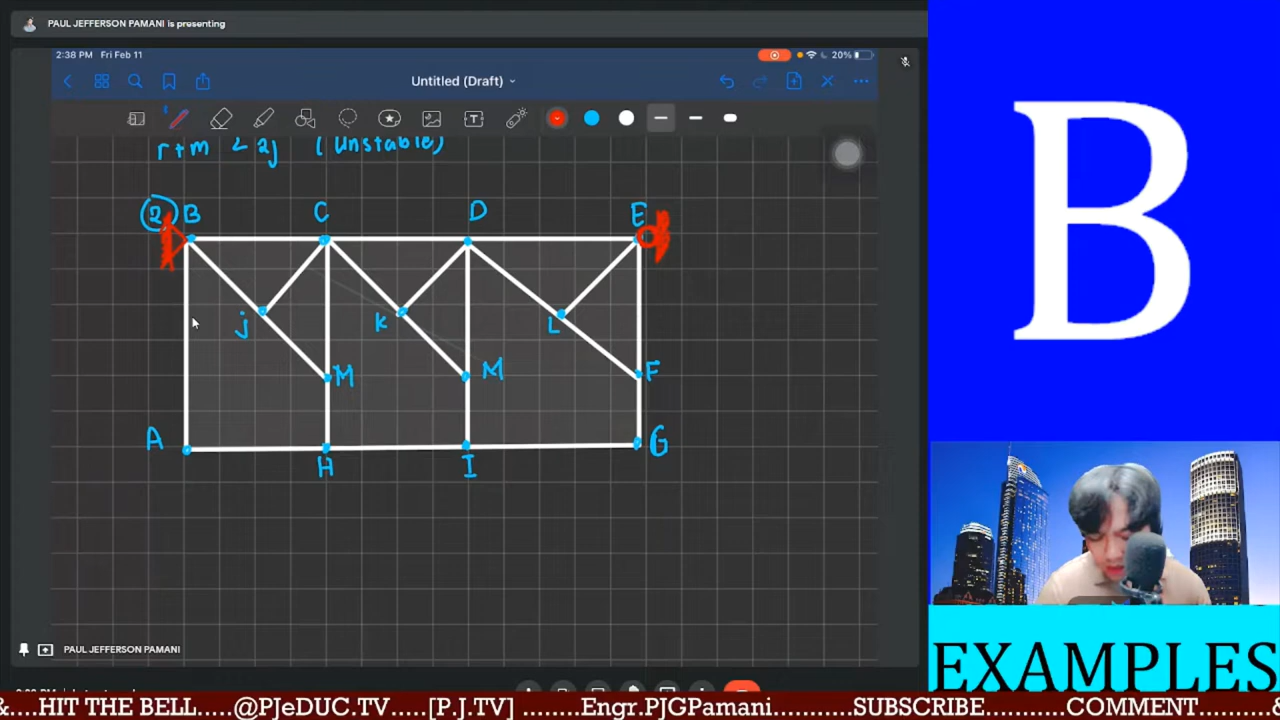 PAUL JEFFERSON PAMANI is presenting
2:38 PM Fri Feb 11
20%
Untitled (Draft)
T
r+m < 2j (Unstable)
2 B C D E
j K L
M M F
A H I G
PAUL JEFFERSON PAMANI
B
EXAMPLES
&....HIT THE BELL.....@PJeDUC.TV.....[P.J.TV] ........Engr.PJGPamani..........SUBSCRIBE..........COMMENT........&